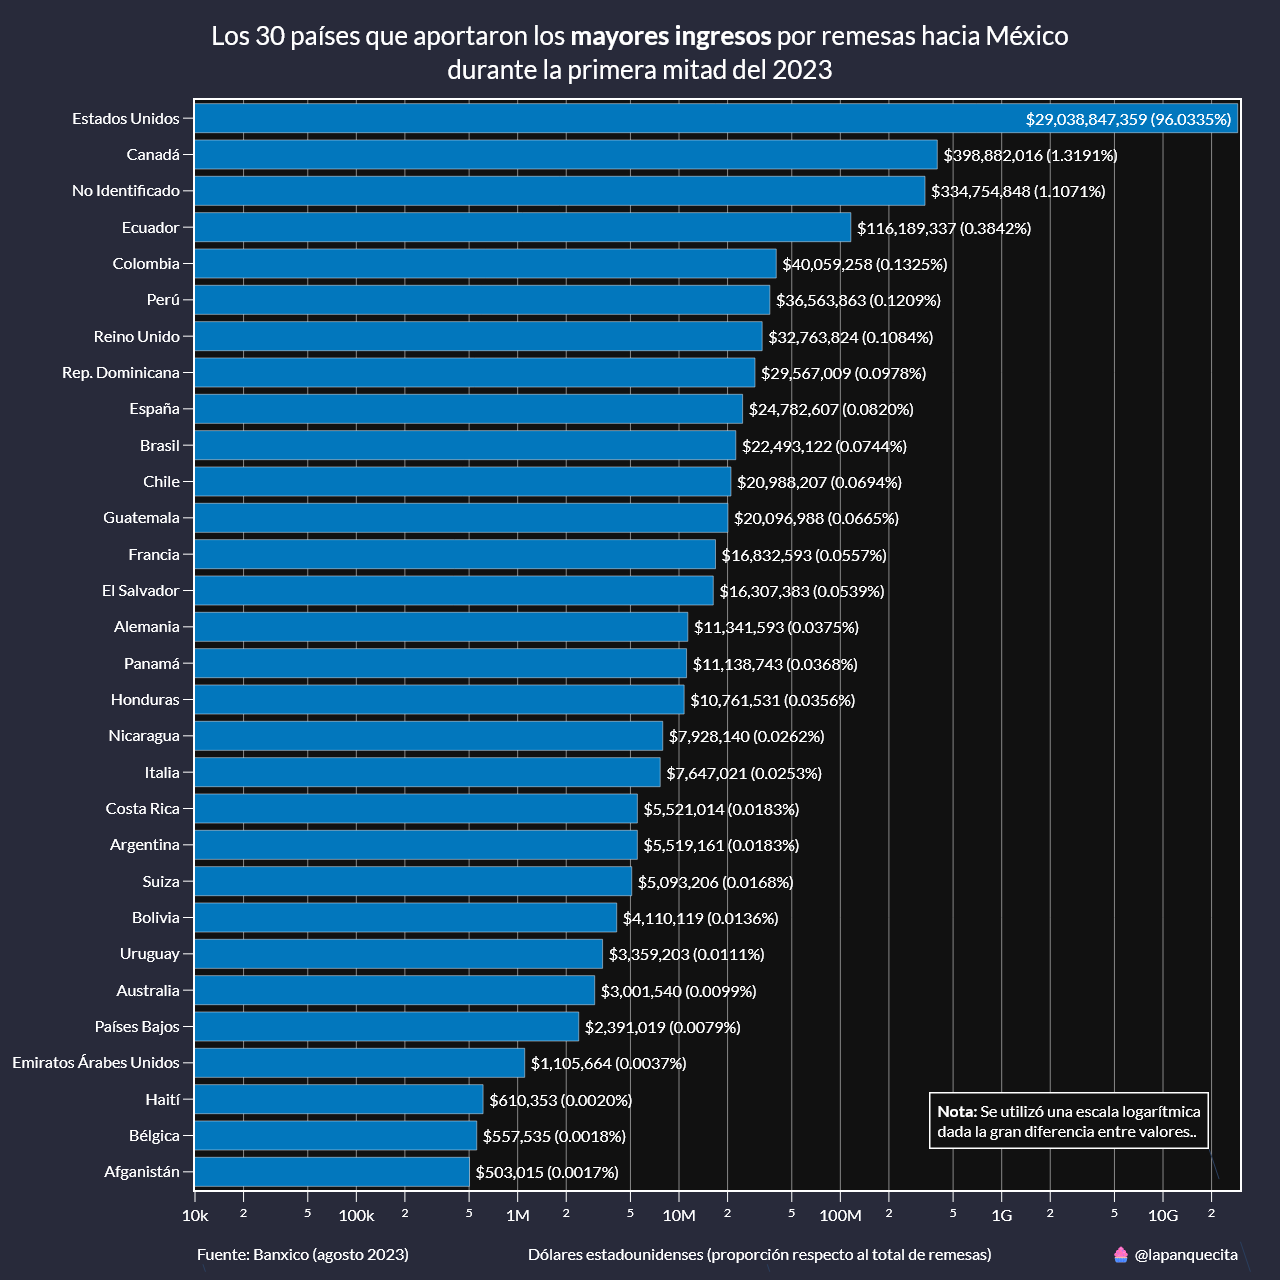 Los 30 países que aportaron los mayores ingresos por remesas hacia México
durante la primera mitad del 2023
Estados Unidos $29,038,847,359 (96.0335%)
Canadá $398,882,016 (1.3191%)
No Identificado $334,754,848 (1.1071%)
Ecuador $116,189,337 (0.3842%)
Colombia $40,059,258 (0.1325%)
Perú $36,563,863 (0.1209%)
Reino Unido $32,763,824 (0.1084%)
Rep. Dominicana $29,567,009 (0.0978%)
España $24,782,607 (0.0820%)
Brasil $22,493,122 (0.0744%)
Chile $20,988,207 (0.0694%)
Guatemala $20,096,988 (0.0665%)
Francia $16,832,593 (0.0557%)
El Salvador $16,307,383 (0.0539%)
Alemania $11,341,593 (0.0375%)
Panamá $11,138,743 (0.0368%)
Honduras $10,761,531 (0.0356%)
Nicaragua $7,928,140 (0.0262%)
Italia $7,647,021 (0.0253%)
Costa Rica $5,521,014 (0.0183%)
Argentina $5,519,161 (0.0183%)
Suiza $5,093,206 (0.0168%)
Bolivia $4,110,119 (0.0136%)
Uruguay $3,359,203 (0.0111%)
Australia $3,001,540 (0.0099%)
Países Bajos $2,391,019 (0.0079%)
Emiratos Árabes Unidos $1,105,664 (0.0037%)
Haití $610,353 (0.0020%)
Bélgica $557,535 (0.0018%)
Afganistán $503,015 (0.0017%)
Nota: Se utilizó una escala logarítmica
dada la gran diferencia entre valores..
10k 2 5 100k 2 5 1M 2 5 10M 2 5 100M 2 5 1G 2 5 10G 2
Fuente: Banxico (agosto 2023) Dólares estadounidenses (proporción respecto al total de remesas) @lapanquecita